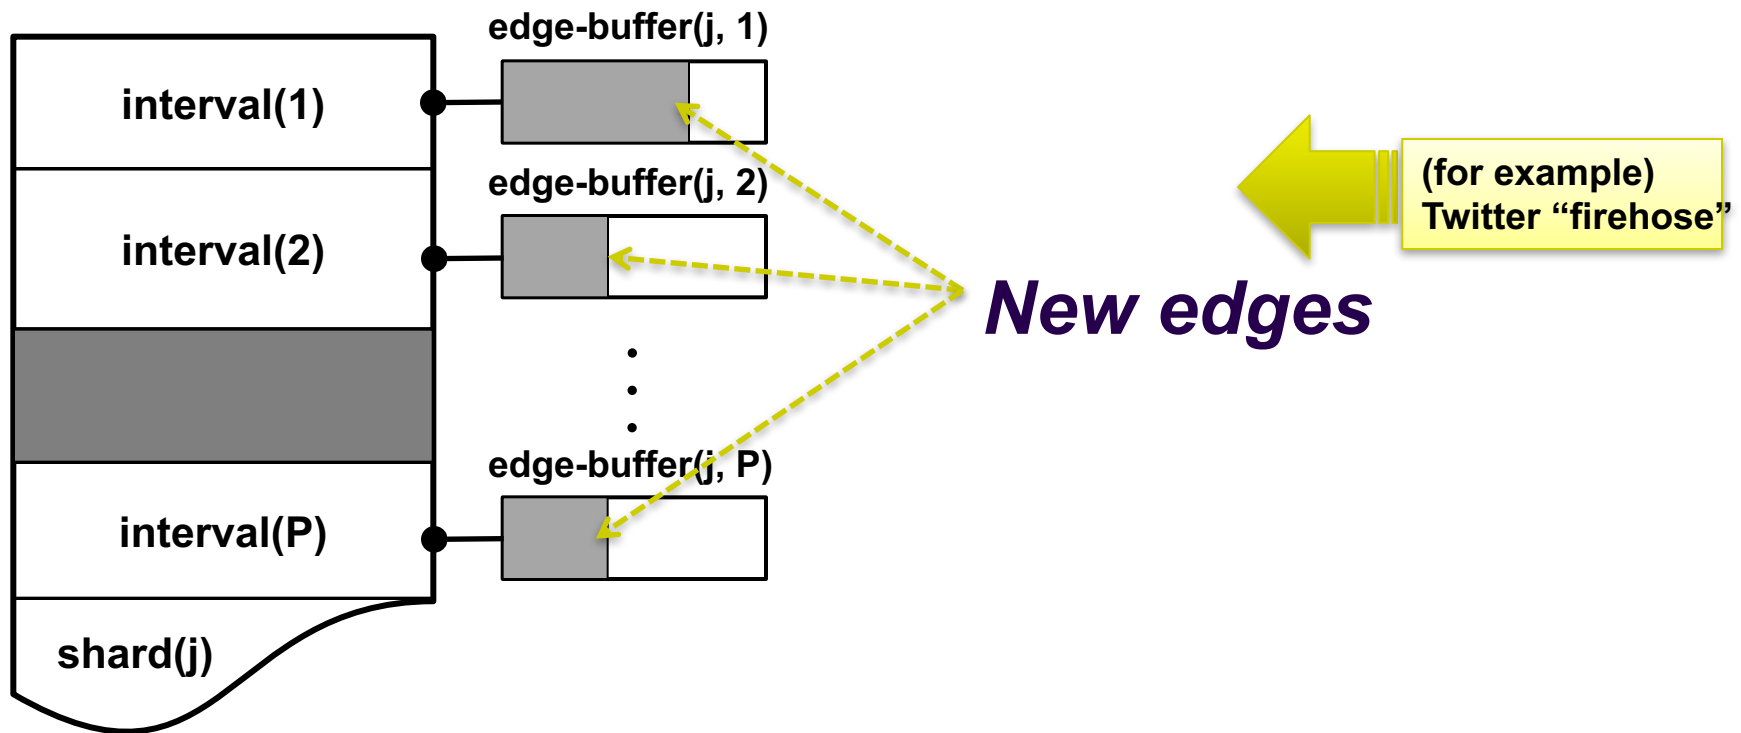 edge-buffer(j, 1)
interval(1)
(for example)
Twitter “firehose”
edge-buffer(j, 2)
interval(2)
New edges
edge-buffer(j, P)
interval(P)
shard(j)